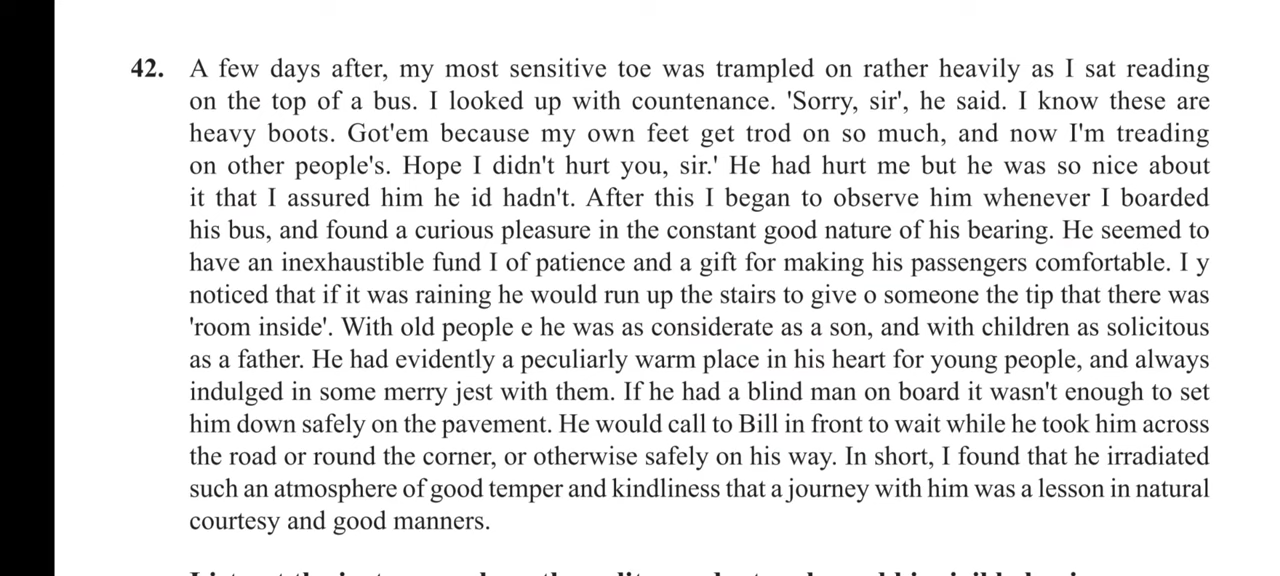 42. A few days after, my most sensitive toe was trampled on rather heavily as I sat reading
on the top of a bus. I looked up with countenance. 'Sorry, sir', he said. I know these are
heavy boots. Got'em because my own feet get trod on so much, and now I'm treading
on other people's. Hope I didn't hurt you, sir.' He had hurt me but he was so nice about
it that I assured him he id hadn't. After this I began to observe him whenever I boarded
his bus, and found a curious pleasure in the constant good nature of his bearing. He seemed to
have an inexhaustible fund I of patience and a gift for making his passengers comfortable. I y
noticed that if it was raining he would run up the stairs to give o someone the tip that there was
'room inside'. With old people e he was as considerate as a son, and with children as solicitous
as a father. He had evidently a peculiarly warm place in his heart for young people, and always
indulged in some merry jest with them. If he had a blind man on board it wasn't enough to set
him down safely on the pavement. He would call to Bill in front to wait while he took him across
the road or round the corner, or otherwise safely on his way. In short, I found that he irradiated
such an atmosphere of good temper and kindliness that a journey with him was a lesson in natural
courtesy and good manners.